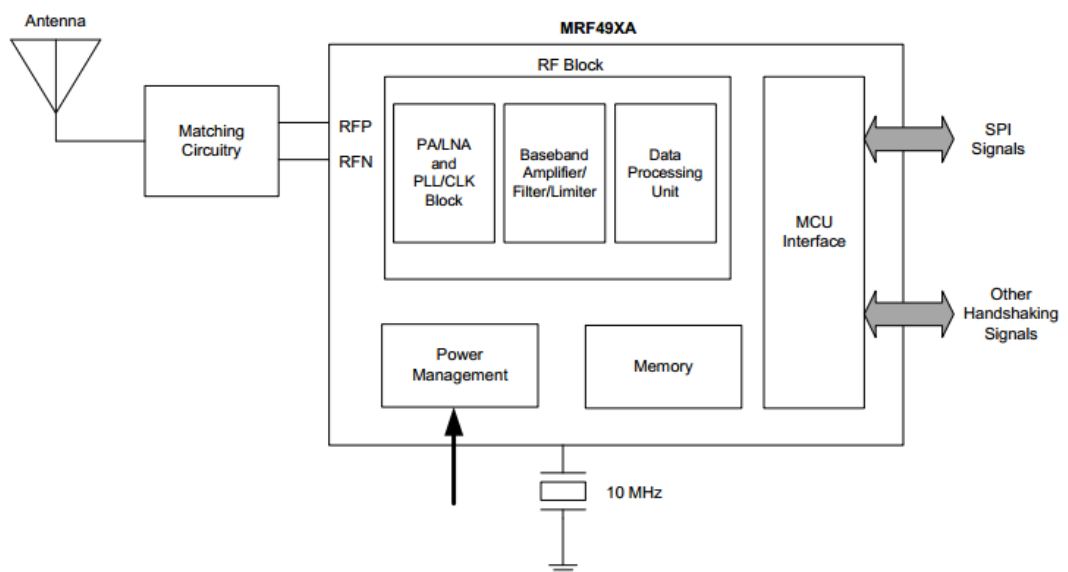 Antenna
MRF49XA
RF Block
Matching
Circuitry
RFP
RFN
PA/LNA
and
PLL/CLK
Block
Baseband
Amplifier/
Filter/Limiter
Data
Processing
Unit
MCU
Interface
SPI
Signals
Other
Handshaking
Signals
Power
Management
Memory
10 MHz